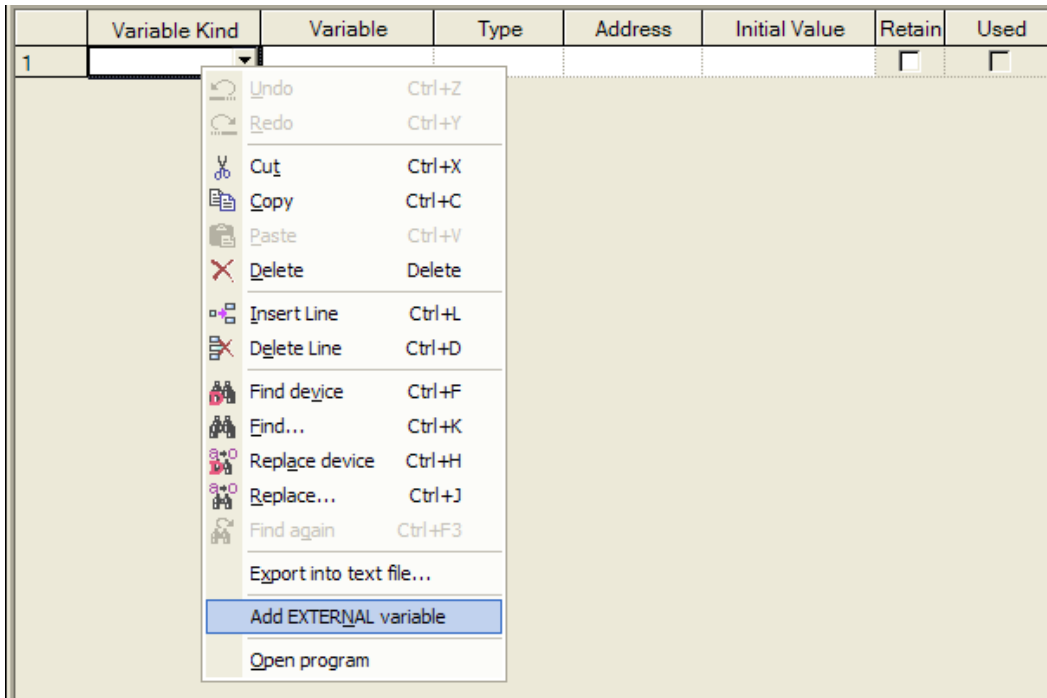 Variable Kind Variable Type Address Initial Value Retain Used
1
Undo Ctrl+Z
Redo Ctrl+Y
Cut Ctrl+X
Copy Ctrl+C
Paste Ctrl+V
Delete Delete
Insert Line Ctrl+L
Delete Line Ctrl+D
Find device Ctrl+F
Find... Ctrl+K
Replace device Ctrl+H
Replace... Ctrl+J
Find again Ctrl+F3
Export into text file...
Add EXTERNAL variable
Open program